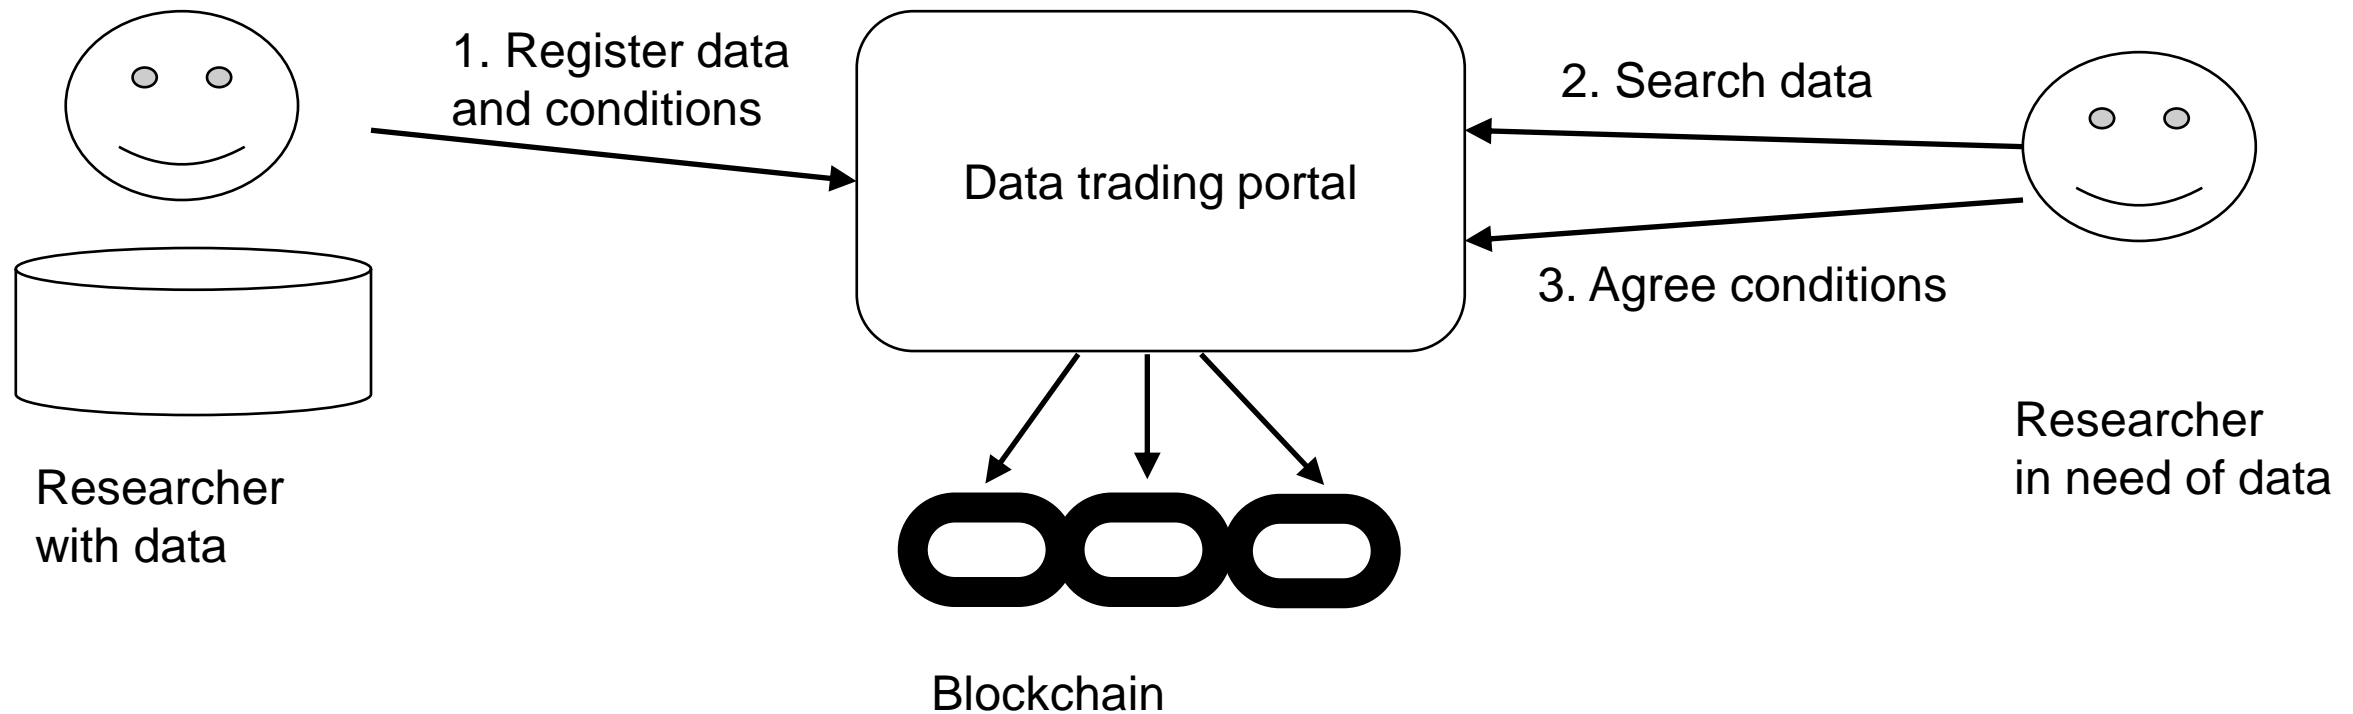 1. Register data
and conditions
2. Search data
Data trading portal
3. Agree conditions
Researcher
in need of data
Researcher
with data
Blockchain